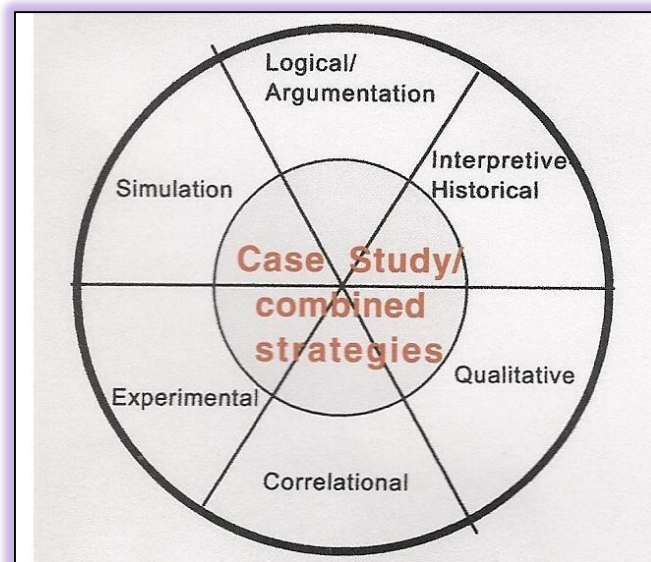 Logical/
Argumentation
Interpretive-
Historical
Simulation
Case Study/
combined
strategies
Qualitative
Experimental
Correlational